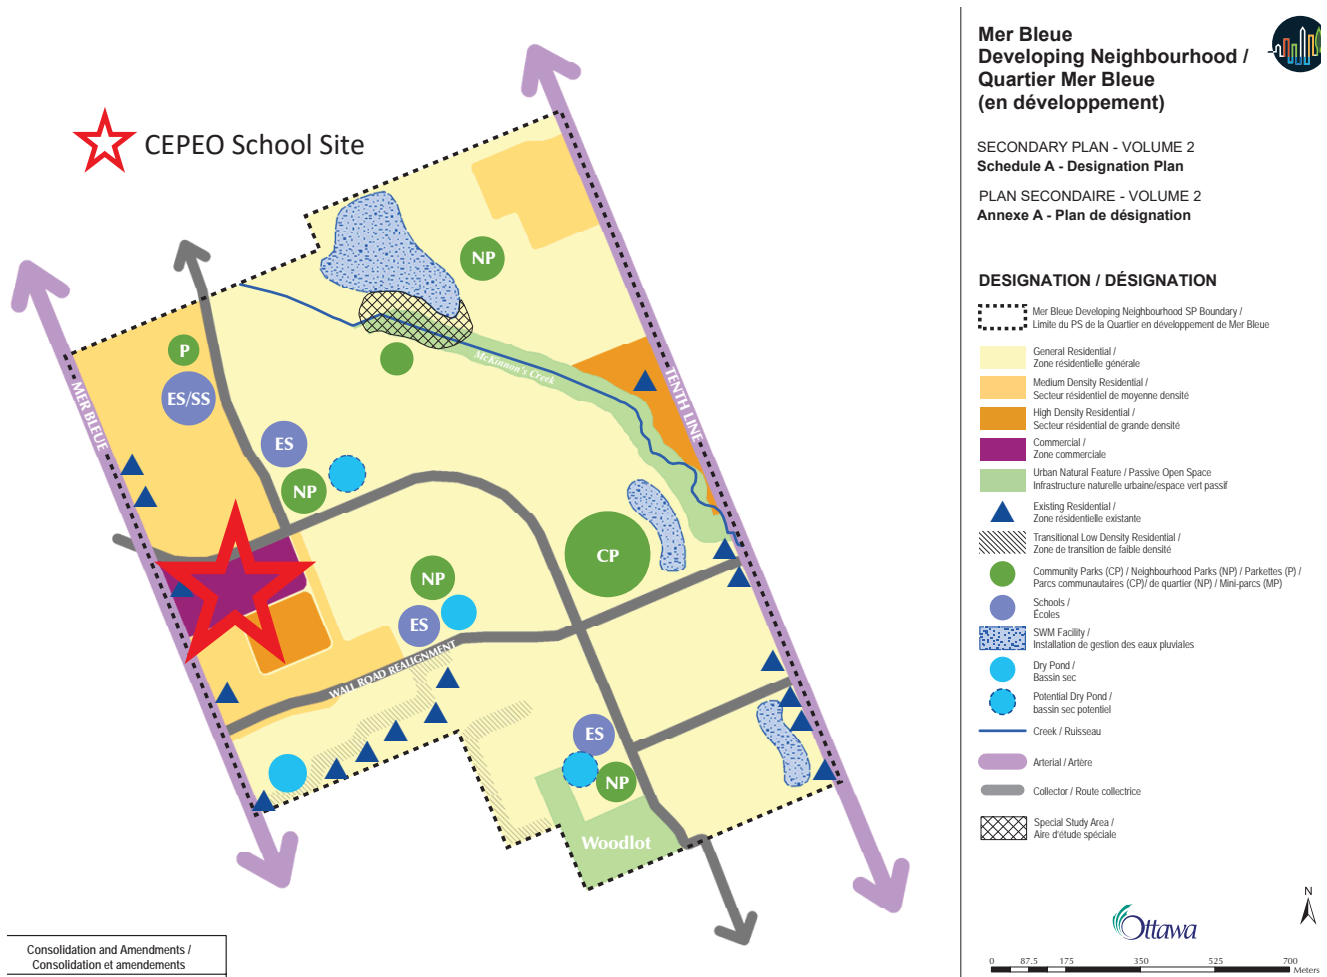 CEPEO School Site
NP
P
ES/SS
ES
NP
McKinnon's Creek
TENTH LINE
MER BLEUE
CP
NP
ES
WALL ROAD REALIGNMENT
ES
NP
Woodlot
Consolidation and Amendments /
Consolidation et amendements
Mer Bleue
Developing Neighbourhood /
Quartier Mer Bleue
(en développement)
SECONDARY PLAN - VOLUME 2
Schedule A - Designation Plan
PLAN SECONDAIRE - VOLUME 2
Annexe A - Plan de désignation
DESIGNATION / DÉSIGNATION
Mer Bleue Developing Neighbourhood SP Boundary /
Limite du PS de la Quartier en développement de Mer Bleue
General Residential /
Zone résidentielle générale
Medium Density Residential /
Secteur résidentiel de moyenne densité
High Density Residential /
Secteur résidential de grande densité
Commercial /
Zone commerciale
Urban Natural Feature / Passive Open Space
Infrastructure naturelle urbaine/espace vert passif
Existing Residential /
Zone résidentielle existante
Transitional Low Density Residential /
Zone de transition de faible densité
Community Parks (CP) / Neighbourhood Parks (NP) / Parkettes (P) /
Parcs communautaires (CP)/ de quartier (NP) / Mini-parcs (MP)
Schools /
Écoles
SWM Facility /
Installation de gestion des eaux pluviales
Dry Pond /
Bassin sec
Potential Dry Pond /
bassin sec potentiel
Creek / Ruisseau
Arterial / Artère
Collector / Route collectrice
Special Study Area /
Aire d'étude spéciale
Ottawa
N
0 87.5 175 350 525 700
Meters